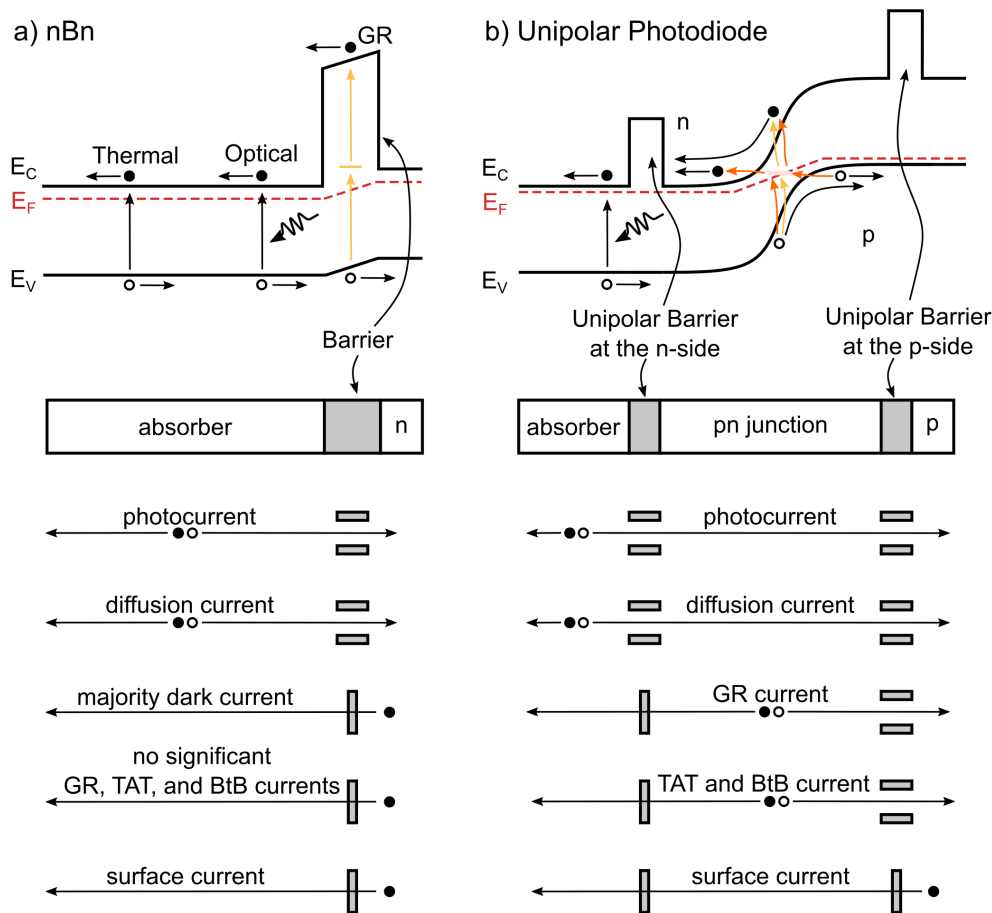 a) nBn
GR
Thermal
Optical
E_C
E_F
E_V
Barrier
absorber
n
photocurrent
diffusion current
majority dark current
no significant
GR, TAT, and BtB currents
surface current
b) Unipolar Photodiode
n
E_C
E_F
p
E_V
Unipolar Barrier
at the n-side
Unipolar Barrier
at the p-side
absorber
pn junction
p
photocurrent
diffusion current
GR current
TAT and BtB current
surface current